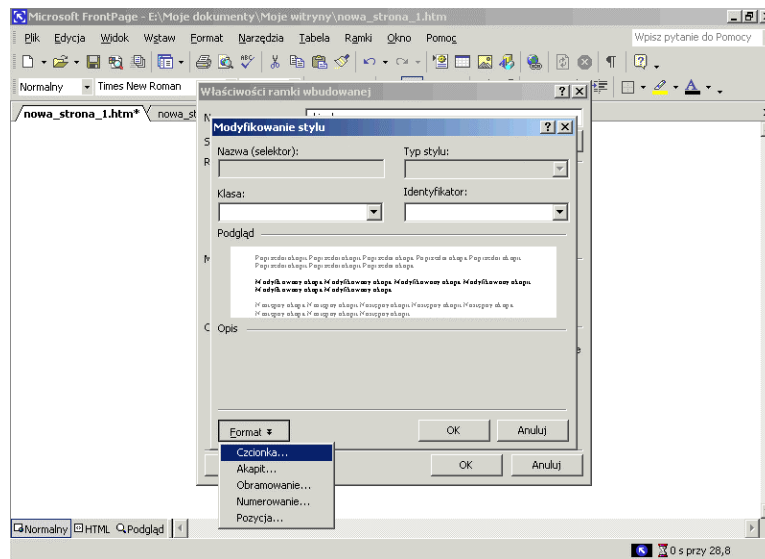 Microsoft FrontPage - E:\Moje dokumenty\Moje witryny\nowa_strona_1.htm
Plik Edycja Widok Wstaw Format Narzędzia Tabela Ramki Okno Pomoc Wpisz pytanie do Pomocy
Normalny Times New Roman
nowa_strona_1.htm* nowa_st
Właściwości ramki wbudowanej
Modyfikowanie stylu
Nazwa (selektor): Typ stylu:
Klasa: Identyfikator:
Podgląd
Poprzedni akapit Poprzedni akapit Poprzedni akapit Poprzedni akapit Poprzedni akapit
Poprzedni akapit Poprzedni akapit Poprzedni akapit
Modyfikowany akapit Modyfikowany akapit Modyfikowany akapit Modyfikowany akapit
Modyfikowany akapit Modyfikowany akapit
Następny akapit Następny akapit Następny akapit Następny akapit Następny akapit
Następny akapit Następny akapit Następny akapit
Opis
Format OK Anuluj
Czcionka...
Akapit... OK Anuluj
Obramowanie...
Numerowanie...
Pozycja...
Normalny HTML Podgląd
0 s przy 28,8